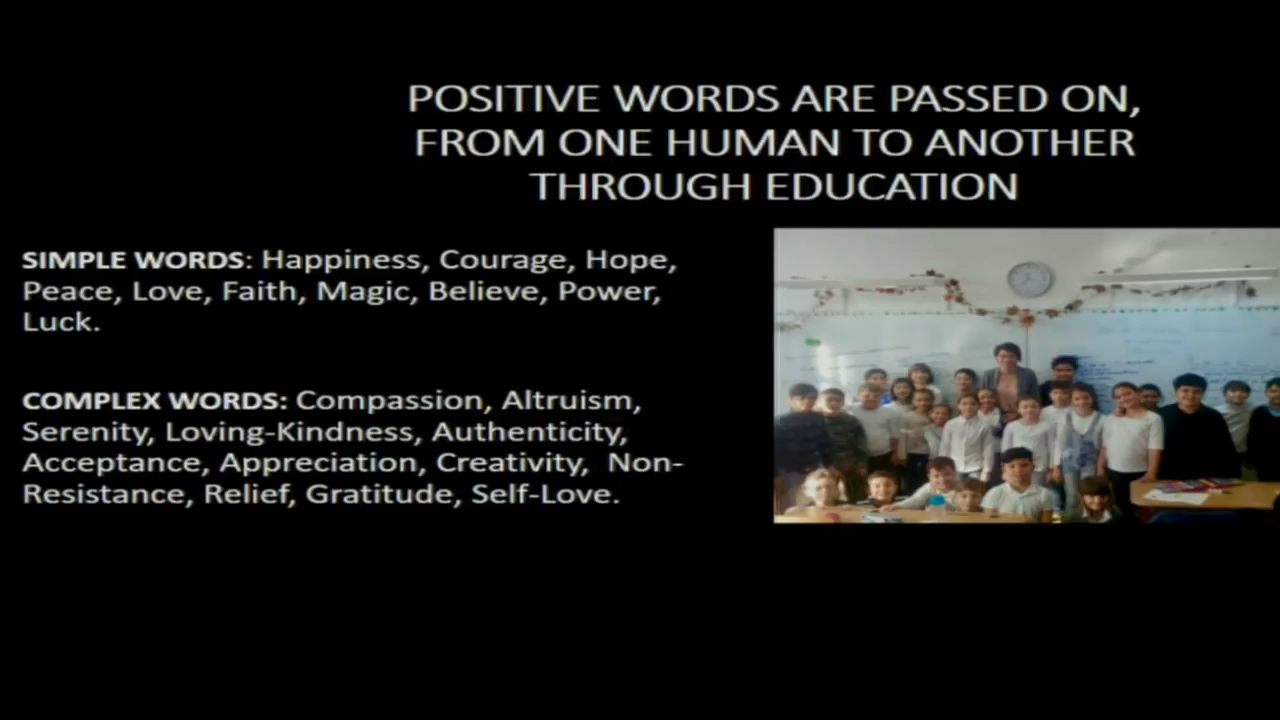 POSITIVE WORDS ARE PASSED ON,
FROM ONE HUMAN TO ANOTHER
THROUGH EDUCATION
SIMPLE WORDS: Happiness, Courage, Hope,
Peace, Love, Faith, Magic, Believe, Power,
Luck.
COMPLEX WORDS: Compassion, Altruism,
Serenity, Loving-Kindness, Authenticity,
Acceptance, Appreciation, Creativity,  Non-
Resistance, Relief, Gratitude, Self-Love.